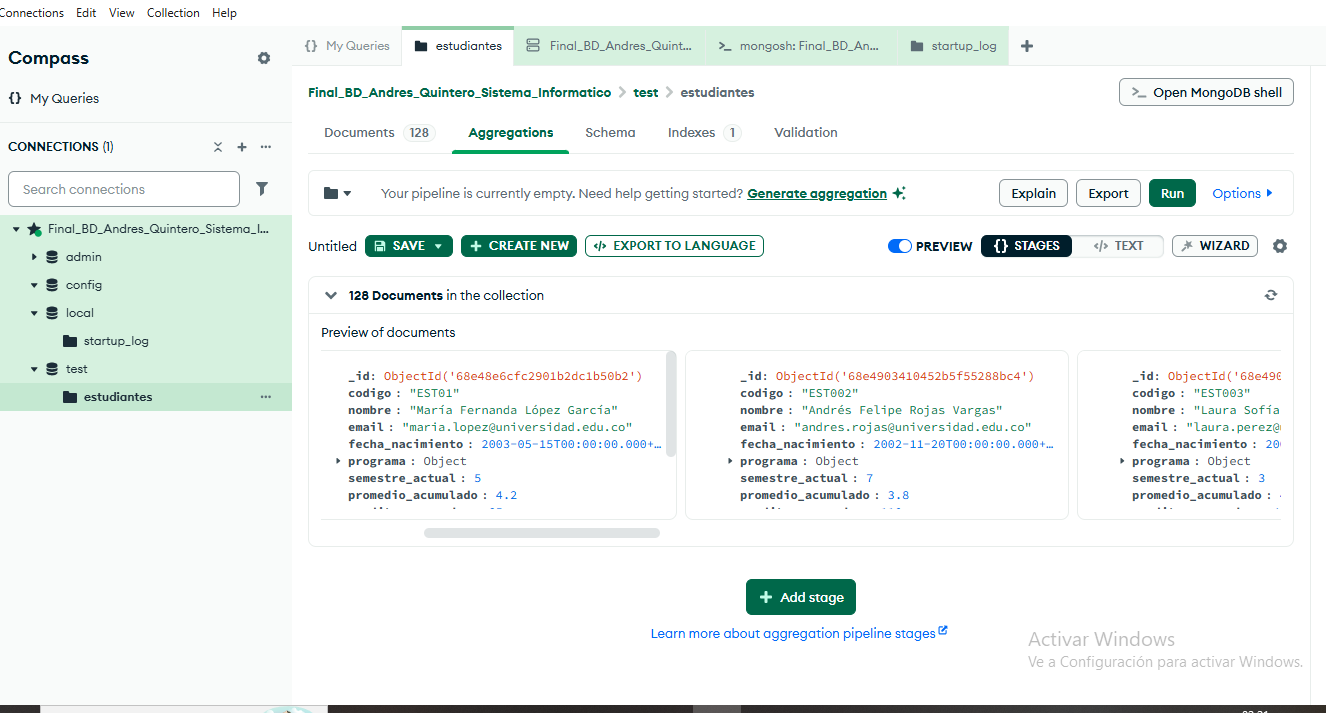 Connections Edit View Collection Help
Compass
{} My Queries
CONNECTIONS (1)
Search connections
Final_BD_Andres_Quintero_Sistema_I...
admin
config
local
startup_log
test
estudiantes
{} My Queries
estudiantes
Final_BD_Andres_Quint...
>_ mongosh: Final_BD_An...
startup_log
Final_BD_Andres_Quintero_Sistema_Informatico > test > estudiantes
>_ Open MongoDB shell
Documents 128 Aggregations Schema Indexes 1 Validation
Your pipeline is currently empty. Need help getting started? Generate aggregation
Explain Export Run Options
Untitled SAVE + CREATE NEW </> EXPORT TO LANGUAGE PREVIEW {} STAGES </> TEXT WIZARD
128 Documents in the collection
Preview of documents
_id: ObjectId('68e48e6cfc2901b2dc1b50b2')
codigo : "EST01"
nombre : "María Fernanda López García"
email : "maria.lopez@universidad.edu.co"
fecha_nacimiento : 2003-05-15T00:00:00.000+…
programa : Object
semestre_actual : 5
promedio_acumulado : 4.2
_id: ObjectId('68e4903410452b5f55288bc4')
codigo : "EST002"
nombre : "Andrés Felipe Rojas Vargas"
email : "andres.rojas@universidad.edu.co"
fecha_nacimiento : 2002-11-20T00:00:00.000+…
programa : Object
semestre_actual : 7
promedio_acumulado : 3.8
_id: ObjectId('68e490
codigo : "EST003"
nombre : "Laura Sofía
email : "laura.perez@
fecha_nacimiento : 20
programa : Object
semestre_actual : 3
promedio_acumulado :
+ Add stage
Learn more about aggregation pipeline stages
Activar Windows
Ve a Configuración para activar Windows.